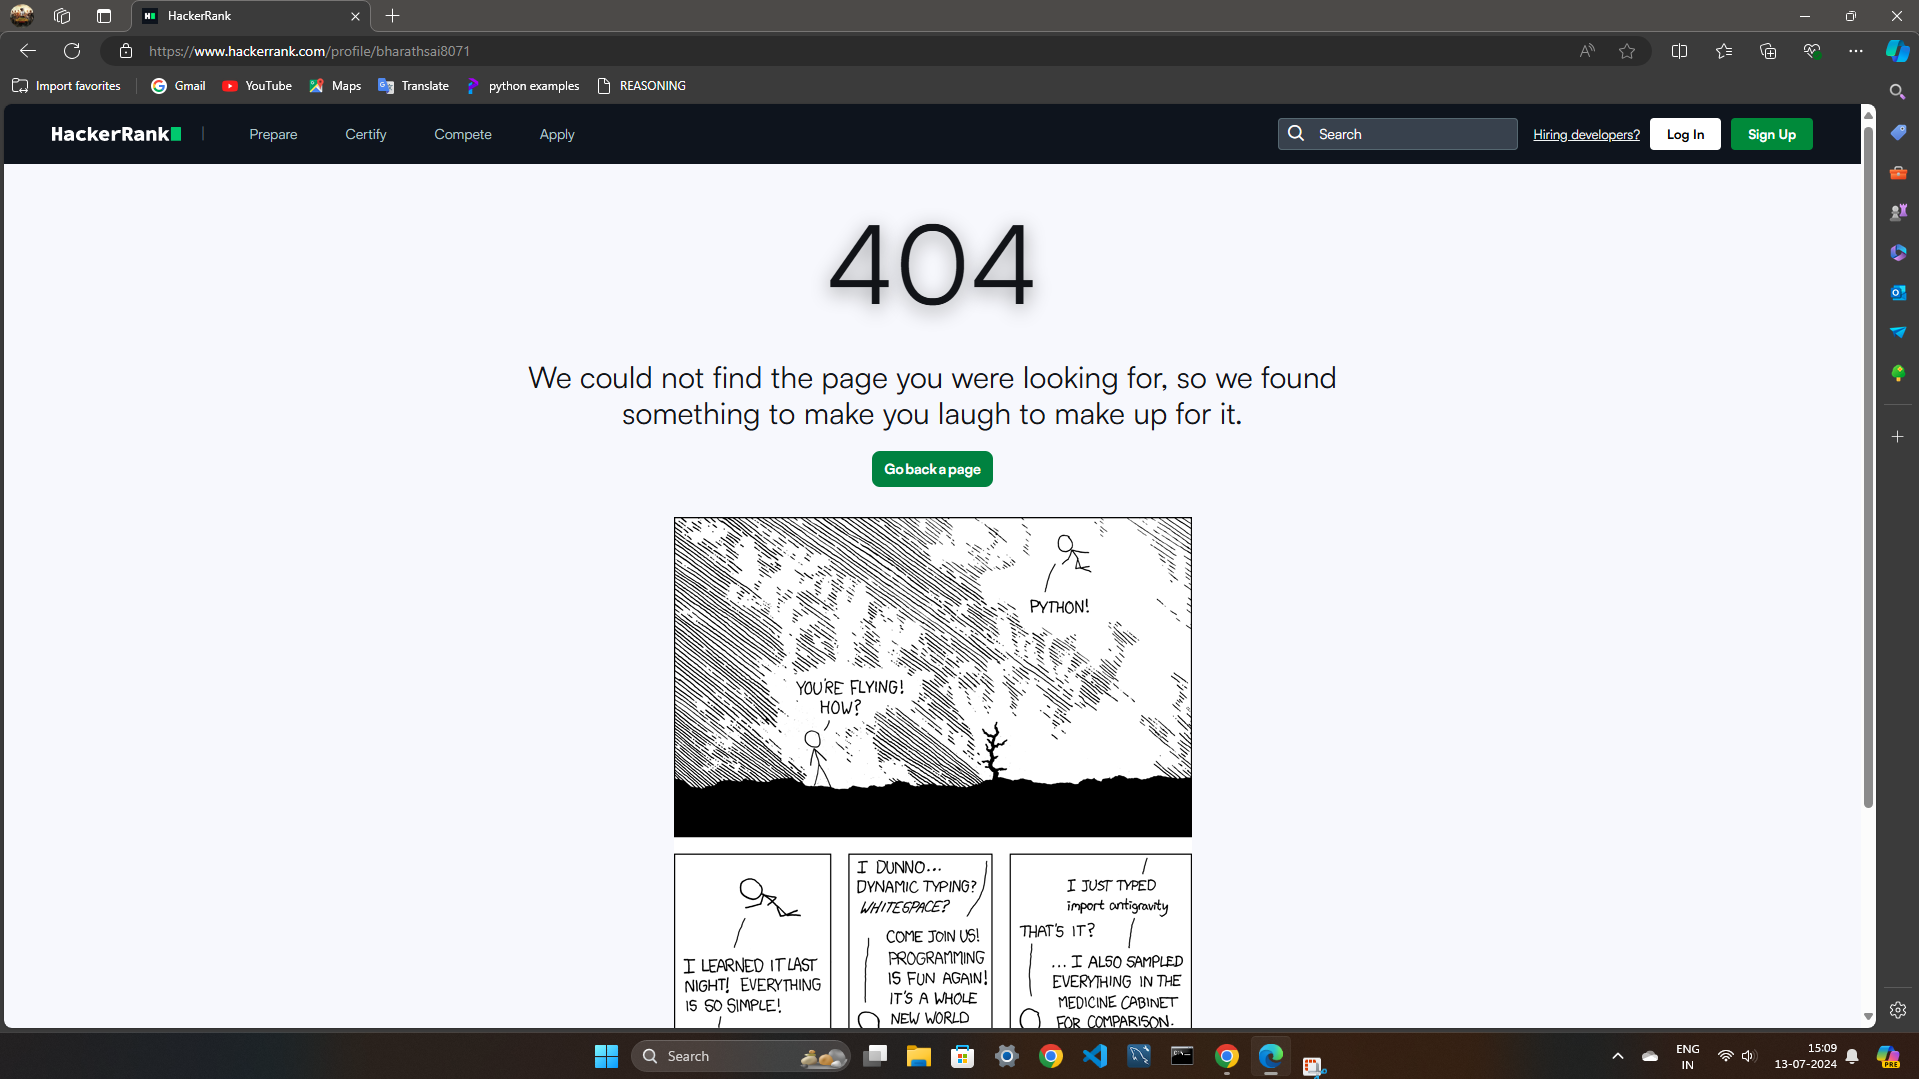 HackerRank
https://www.hackerrank.com/profile/bharathsai8071
Import favorites
Gmail
YouTube
Maps
Translate
python examples
REASONING
HackerRank
Prepare
Certify
Compete
Apply
Search
Hiring developers?
Log In
Sign Up
404
We could not find the page you were looking for, so we found
something to make you laugh to make up for it.
Go back a page
PYTHON!
YOU'RE FLYING!
HOW?
I LEARNED IT LAST
NIGHT! EVERYTHING
IS SO SIMPLE!
I DUNNO...
DYNAMIC TYPING?
WHITESPACE?
COME JOIN US!
PROGRAMMING
IS FUN AGAIN!
IT'S A WHOLE
NEW WORLD
I JUST TYPED
import antigravity
THAT'S IT?
... I ALSO SAMPLED
EVERYTHING IN THE
MEDICINE CABINET
FOR COMPARISON.
Search
ENG
IN
15:09
13-07-2024
PRE